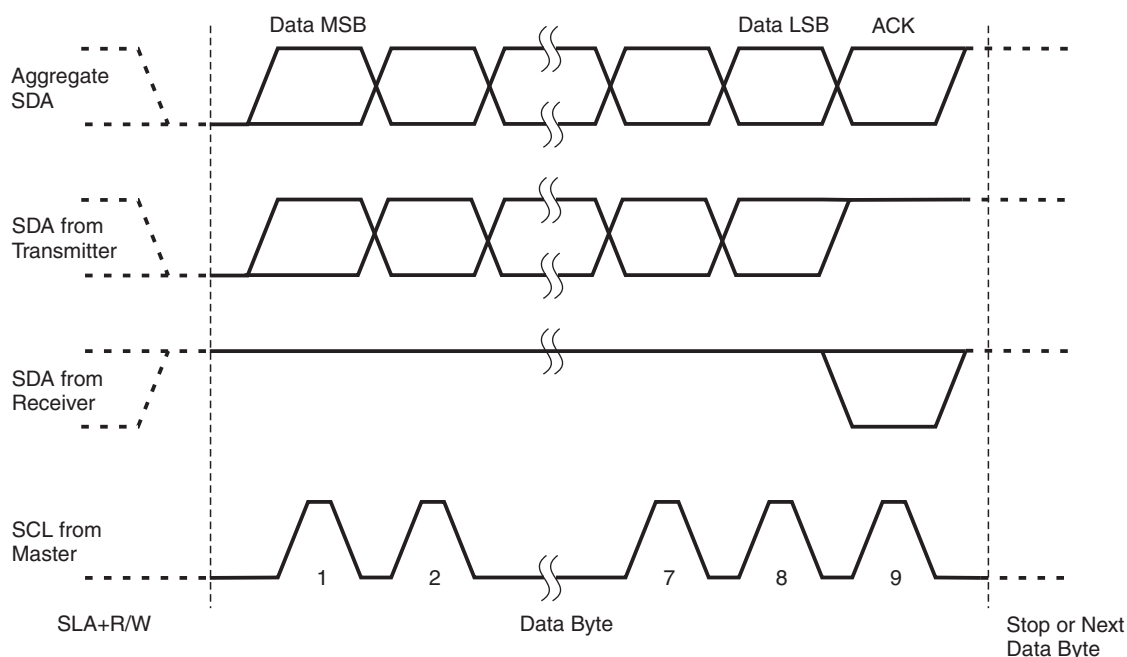 Data MSB
Data LSB
ACK
Aggregate
SDA
SDA from
Transmitter
SDA from
Receiver
SCL from
Master
1
2
7
8
9
SLA+R/W
Data Byte
Stop or Next
Data Byte